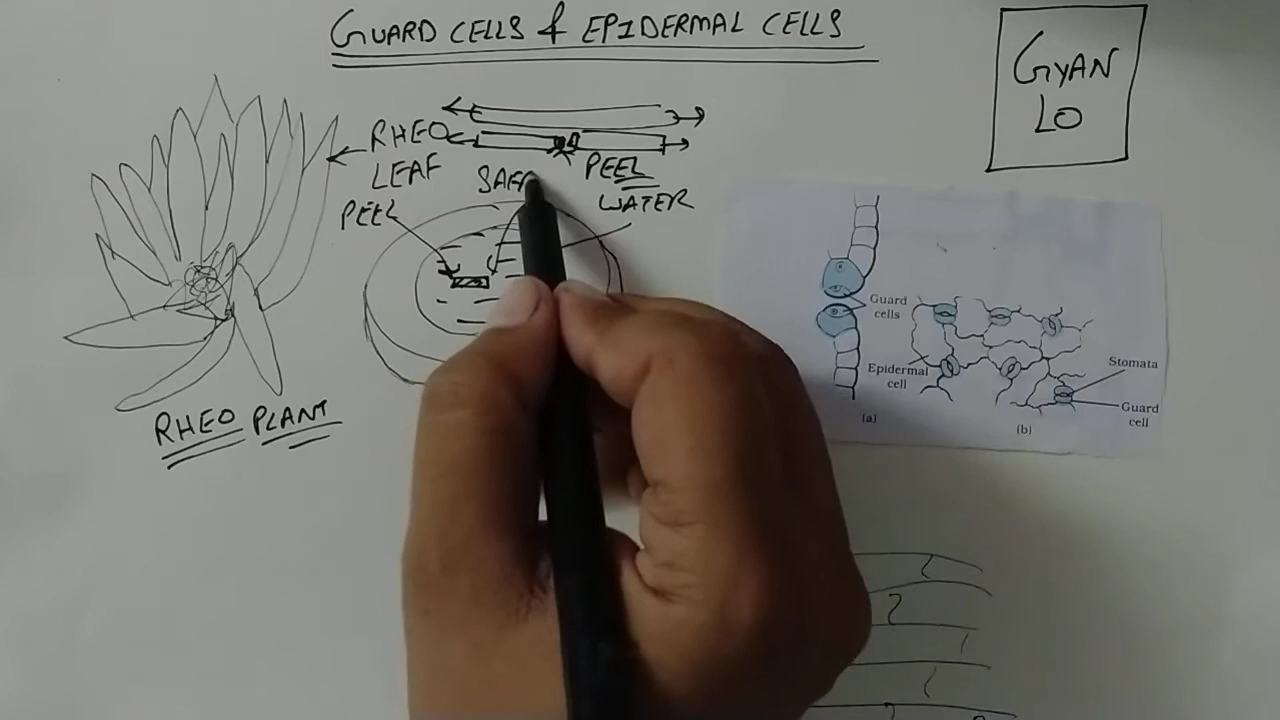 GUARD CELLS & EPIDERMAL CELLS
GYAN
LO
RHEO
LEAF
PEEL
WATER
PEEL
RHEO PLANT
Guard
cells
Epidermal
cell
Stomata
Guard
cell
(a)
(b)